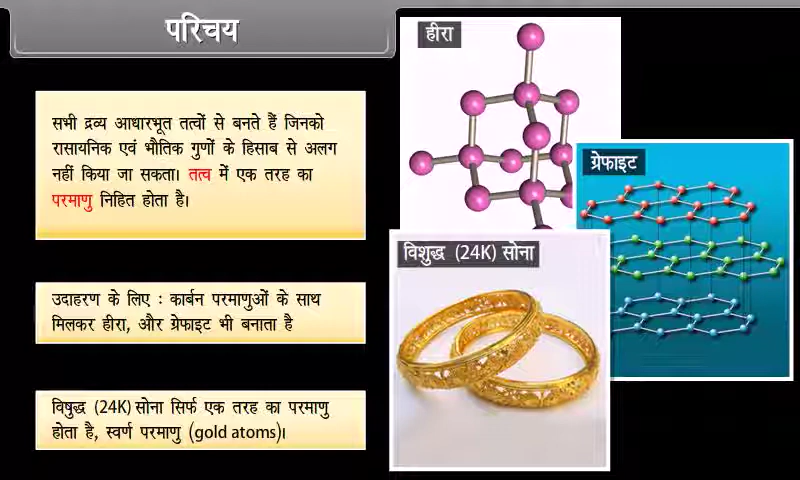 परिचय
सभी द्रव्य आधारभूत तत्वों से बनते हैं जिनको
रासायनिक एवं भौतिक गुणों के हिसाब से अलग
नहीं किया जा सकता। तत्व में एक तरह का
परमाणु निहित होता है।
उदाहरण के लिए : कार्बन परमाणुओं के साथ
मिलकर हीरा, और ग्रेफाइट भी बनाता है
विषुद्ध (24K) सोना सिर्फ एक तरह का परमाणु
होता है, स्वर्ण परमाणु (gold atoms)।
हीरा
ग्रेफाइट
विशुद्ध (24K) सोना